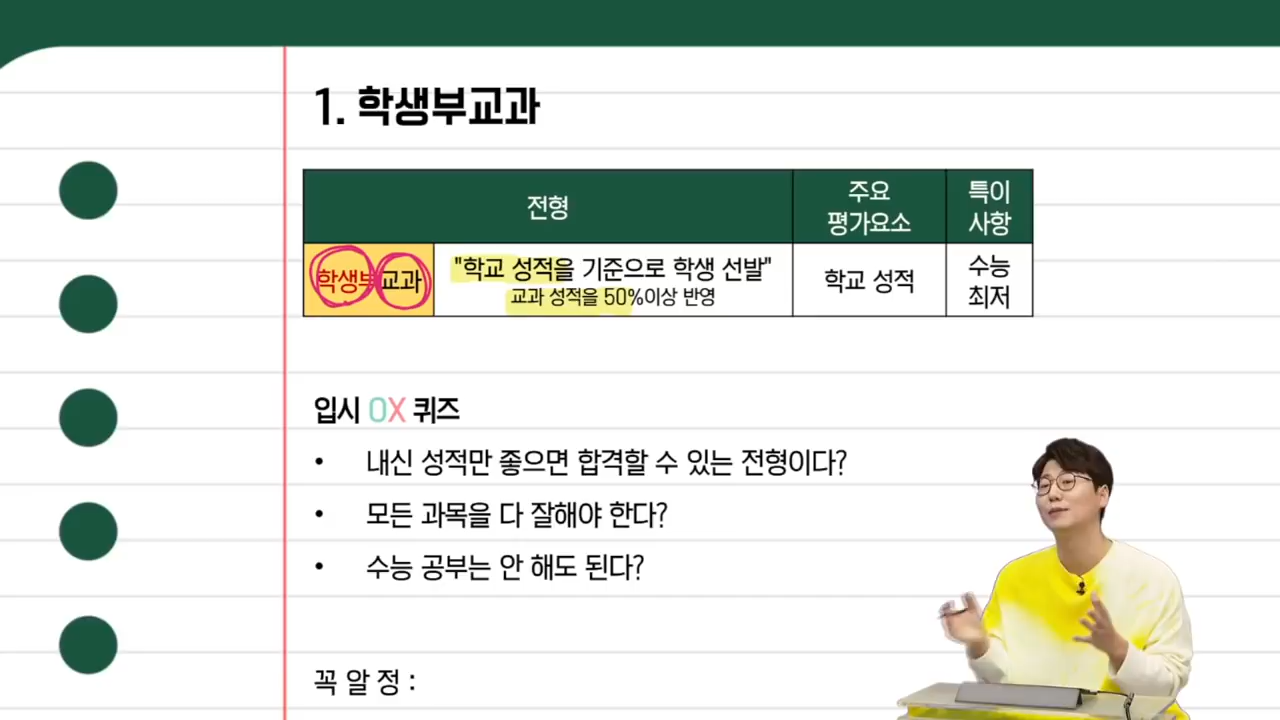 1. 학생부교과
전형
주요
평가요소
특이
사항
학생부교과
"학교 성적을 기준으로 학생 선발"
교과 성적을 50%이상 반영
학교 성적
수능
최저
입시 OX 퀴즈
• 내신 성적만 좋으면 합격할 수 있는 전형이다?
• 모든 과목을 다 잘해야 한다?
• 수능 공부는 안 해도 된다?
꼭 알 정 :